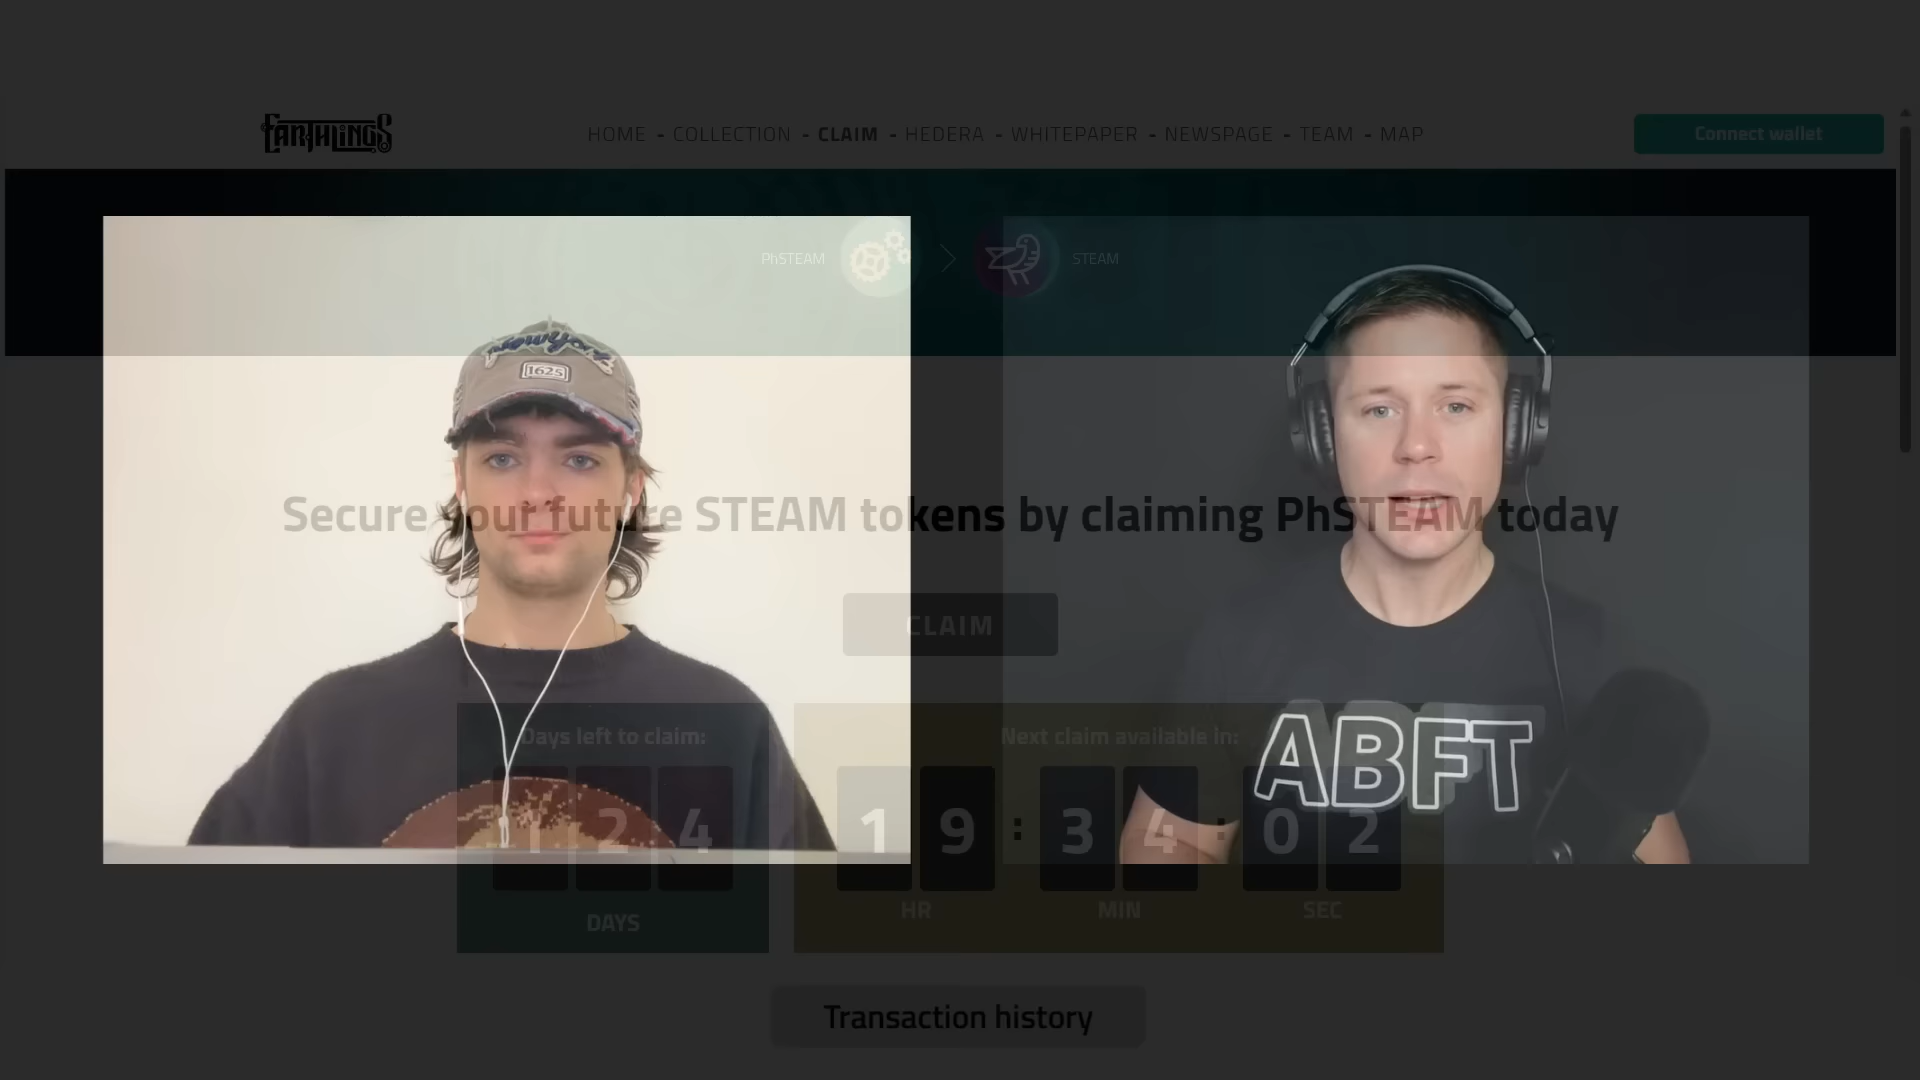 EARTHLINGS
HOME - COLLECTION - CLAIM - HEDERA - WHITEPAPER - NEWSPAGE - TEAM - MAP
Connect wallet
PhSTEAM
STEAM
NewYork
1625
Secure your future STEAM tokens by claiming PhSTEAM today
CLAIM
ABFT
Days left to claim:
Next claim available in:
1 2 4
1 9 : 3 4 : 0 2
DAYS
HR
MIN
SEC
Transaction history